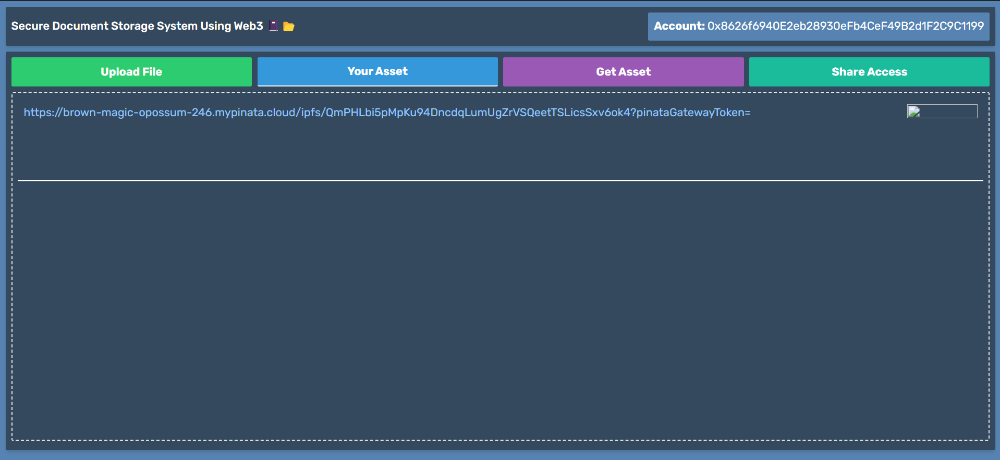 Secure Document Storage System Using Web3
Account: 0x8626f6940E2eb28930eFb4CeF49B2d1F2C9C1199
Upload File
Your Asset
Get Asset
Share Access
https://brown-magic-opossum-246.mypinata.cloud/ipfs/QmPHLbi5pMpKu94DncdqLumUgZrVSQeetTSLicsSxv6ok4?pinataGatewayToken=